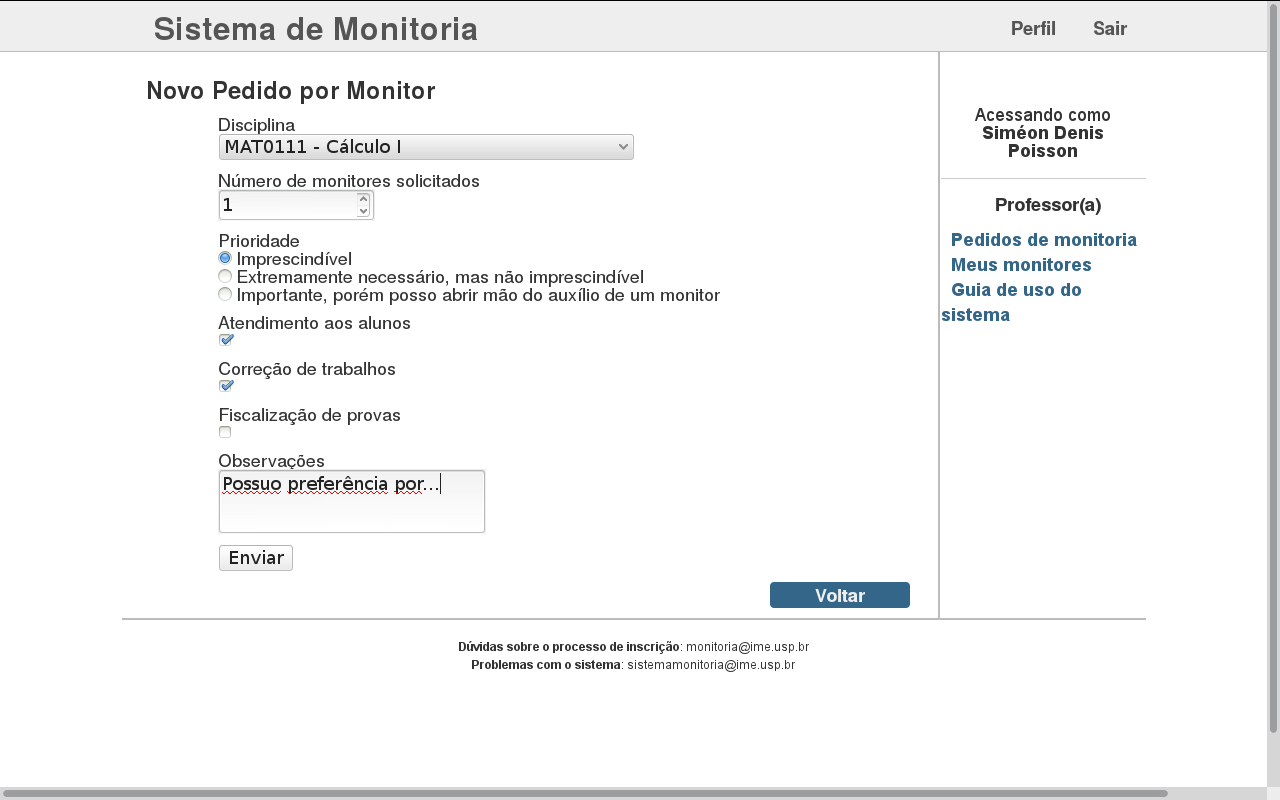 Sistema de Monitoria
Perfil
Sair
Novo Pedido por Monitor
Disciplina
MAT0111 - Cálculo I
Número de monitores solicitados
1
Prioridade
Imprescindível
Extremamente necessário, mas não imprescindível
Importante, porém posso abrir mão do auxílio de um monitor
Atendimento aos alunos
Correção de trabalhos
Fiscalização de provas
Observações
Possuo preferência por...
Enviar
Voltar
Acessando como
Siméon Denis
Poisson
Professor(a)
Pedidos de monitoria
Meus monitores
Guia de uso do
sistema
Dúvidas sobre o processo de inscrição: monitoria@ime.usp.br
Problemas com o sistema: sistemamonitoria@ime.usp.br